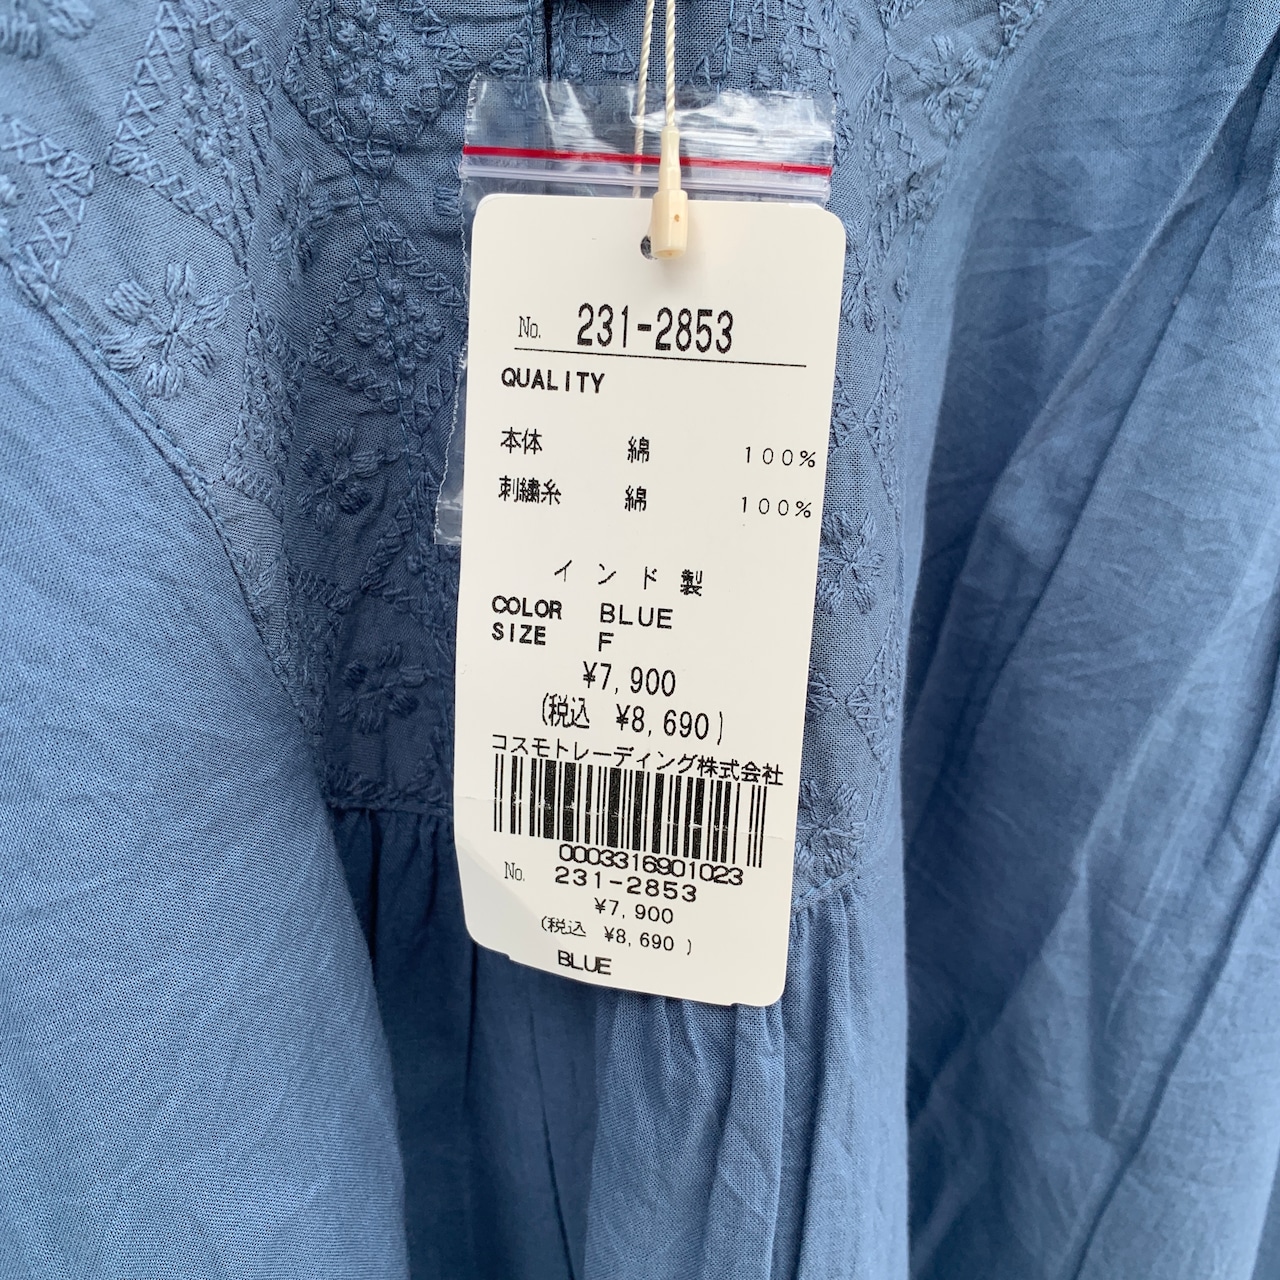 No. 231-2853
QUALITY
本体 綿 100%
刺繍糸 綿 100%
インド製
COLOR BLUE
SIZE F
¥7,900
(税込 ¥8,690)
コスモトレーディング株式会社
0003316901023
No. 231-2853
¥7,900
(税込 ¥8,690)
BLUE